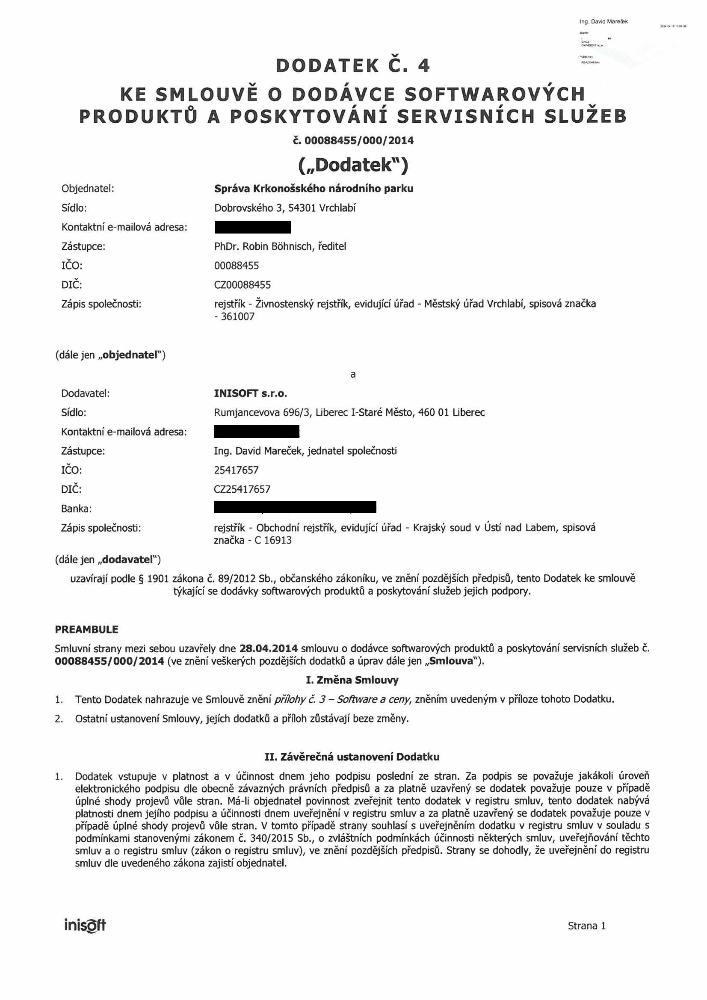 Ing. David Mareček
2024 04 18 13:06:56
Signer:
C=CZ
O=INISOFT s.r.o.
Public key
RSA/2048 bits
DODATEK Č. 4
KE SMLOUVĚ O DODÁVCE SOFTWAROVÝCH
PRODUKTŮ A POSKYTOVÁNÍ SERVISNÍCH SLUŽEB
č. 00088455/000/2014
(„Dodatek“)
Objednatel: Správa Krkonošského národního parku
Sídlo: Dobrovského 3, 54301 Vrchlabí
Kontaktní e-mailová adresa:
Zástupce: PhDr. Robin Böhnisch, ředitel
IČO: 00088455
DIČ: CZ00088455
Zápis společnosti: rejstřík - Živnostenský rejstřík, evidující úřad - Městský úřad Vrchlabí, spisová značka
- 361007
(dále jen „objednatel“)
a
Dodavatel: INISOFT s.r.o.
Sídlo: Rumjancevova 696/3, Liberec I-Staré Město, 460 01 Liberec
Kontaktní e-mailová adresa:
Zástupce: Ing. David Mareček, jednatel společnosti
IČO: 25417657
DIČ: CZ25417657
Banka:
Zápis společnosti: rejstřík - Obchodní rejstřík, evidující úřad - Krajský soud v Ústí nad Labem, spisová
značka - C 16913
(dále jen „dodavatel“)
uzavírají podle § 1901 zákona č. 89/2012 Sb., občanského zákoníku, ve znění pozdějších předpisů, tento Dodatek ke smlouvě
týkající se dodávky softwarových produktů a poskytování služeb jejich podpory.
PREAMBULE
Smluvní strany mezi sebou uzavřely dne 28.04.2014 smlouvu o dodávce softwarových produktů a poskytování servisních služeb č.
00088455/000/2014 (ve znění veškerých pozdějších dodatků a úprav dále jen „Smlouva“).
I. Změna Smlouvy
1. Tento Dodatek nahrazuje ve Smlouvě znění přílohy č. 3 – Software a ceny, zněním uvedeným v příloze tohoto Dodatku.
2. Ostatní ustanovení Smlouvy, jejích dodatků a příloh zůstávají beze změny.
II. Závěrečná ustanovení Dodatku
1. Dodatek vstupuje v platnost a v účinnost dnem jeho podpisu poslední ze stran. Za podpis se považuje jakákoli úroveň
elektronického podpisu dle obecně závazných právních předpisů a za platně uzavřený se dodatek považuje pouze v případě
úplné shody projevů vůle stran. Má-li objednatel povinnost zveřejnit tento dodatek v registru smluv, tento dodatek nabývá
platnosti dnem jejího podpisu a účinnosti dnem uveřejnění v registru smluv a za platně uzavřený se dodatek považuje pouze v
případě úplné shody projevů vůle stran. V tomto případě strany souhlasí s uveřejněním dodatku v registru smluv v souladu s
podmínkami stanovenými zákonem č. 340/2015 Sb., o zvláštních podmínkách účinnosti některých smluv, uveřejňování těchto
smluv a o registru smluv (zákon o registru smluv), ve znění pozdějších předpisů. Strany se dohodly, že uveřejnění do registru
smluv dle uvedeného zákona zajistí objednatel.
inisoft
Strana 1